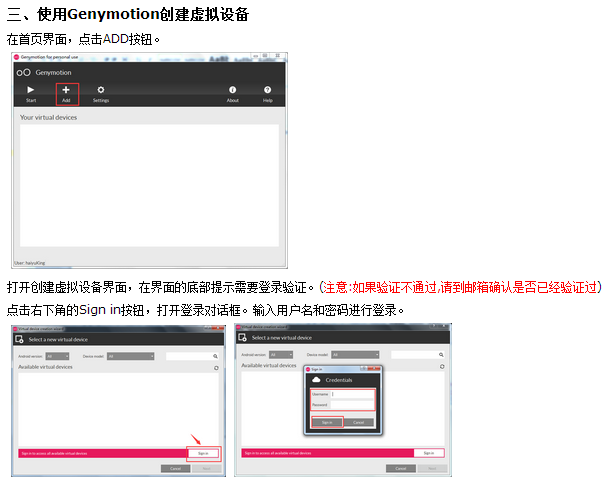 三、使用Genymotion创建虚拟设备
在首页界面，点击ADD按钮。
Genymotion for personal use
Genymotion
Start
Add
Settings
About
Help
Your virtual devices
User: haiyuKing
打开创建虚拟设备界面，在界面的底部提示需要登录验证。(注意:如果验证不通过,请到邮箱确认是否已经验证过)
点击右下角的Sign in按钮，打开登录对话框。输入用户名和密码进行登录。
Virtual device creation wizard
Select a new virtual device
Android version: All Device model: All
Available virtual devices
Sign in to access all available virtual devices
Sign in
Cancel
Next
Virtual device creation wizard
Select a new virtual device
Android version: All Device model: All
Available virtual devices
Sign in
Credentials
Username
Password
Sign in
Cancel
Sign in to access all available virtual devices
Sign in
Cancel
Next